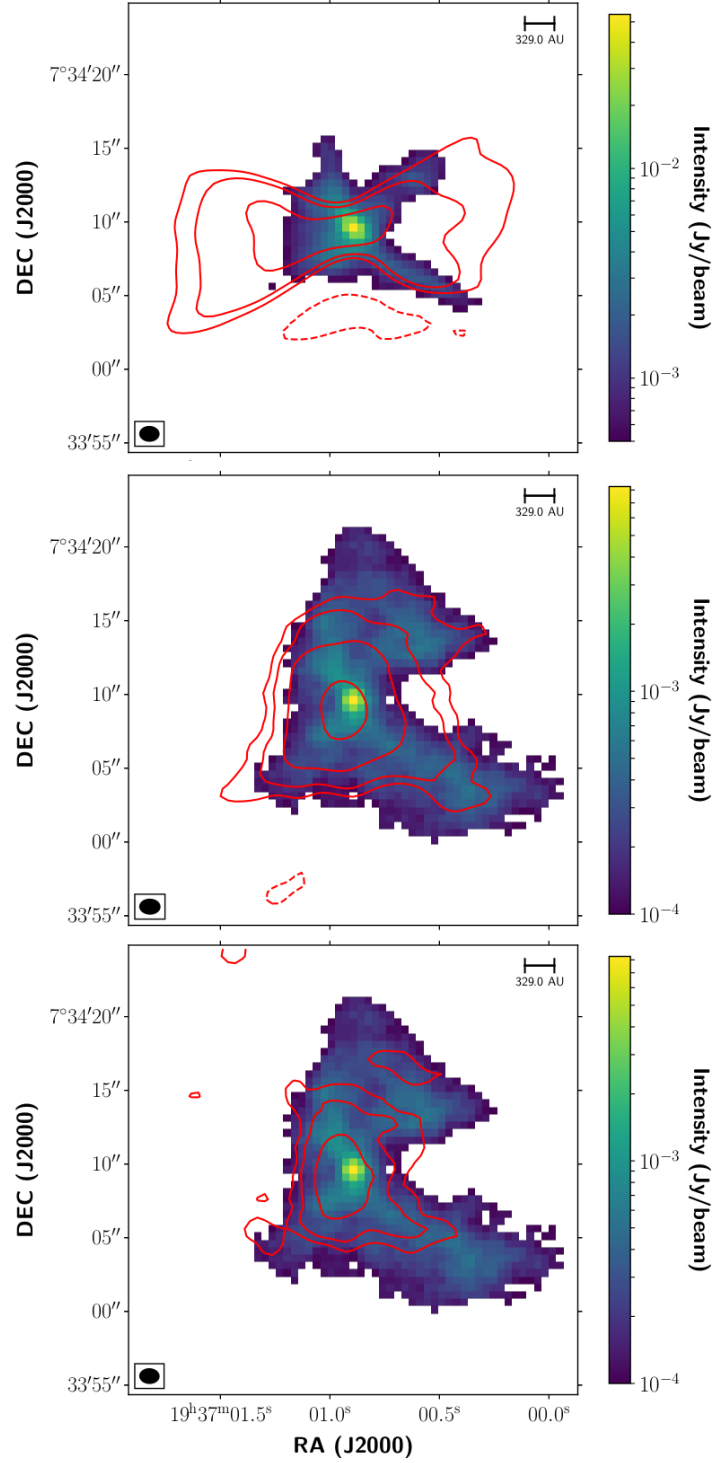 329.0 AU
7°34′20″
15″
10″
05″
00″
33′55″
DEC (J2000)
10⁻²
10⁻³
Intensity (Jy/beam)
329.0 AU
7°34′20″
15″
10″
05″
00″
33′55″
DEC (J2000)
10⁻³
10⁻⁴
Intensity (Jy/beam)
329.0 AU
7°34′20″
15″
10″
05″
00″
33′55″
DEC (J2000)
10⁻³
10⁻⁴
Intensity (Jy/beam)
19ʰ37ᵐ01.5ˢ 01.0ˢ 00.5ˢ 00.0ˢ
RA (J2000)